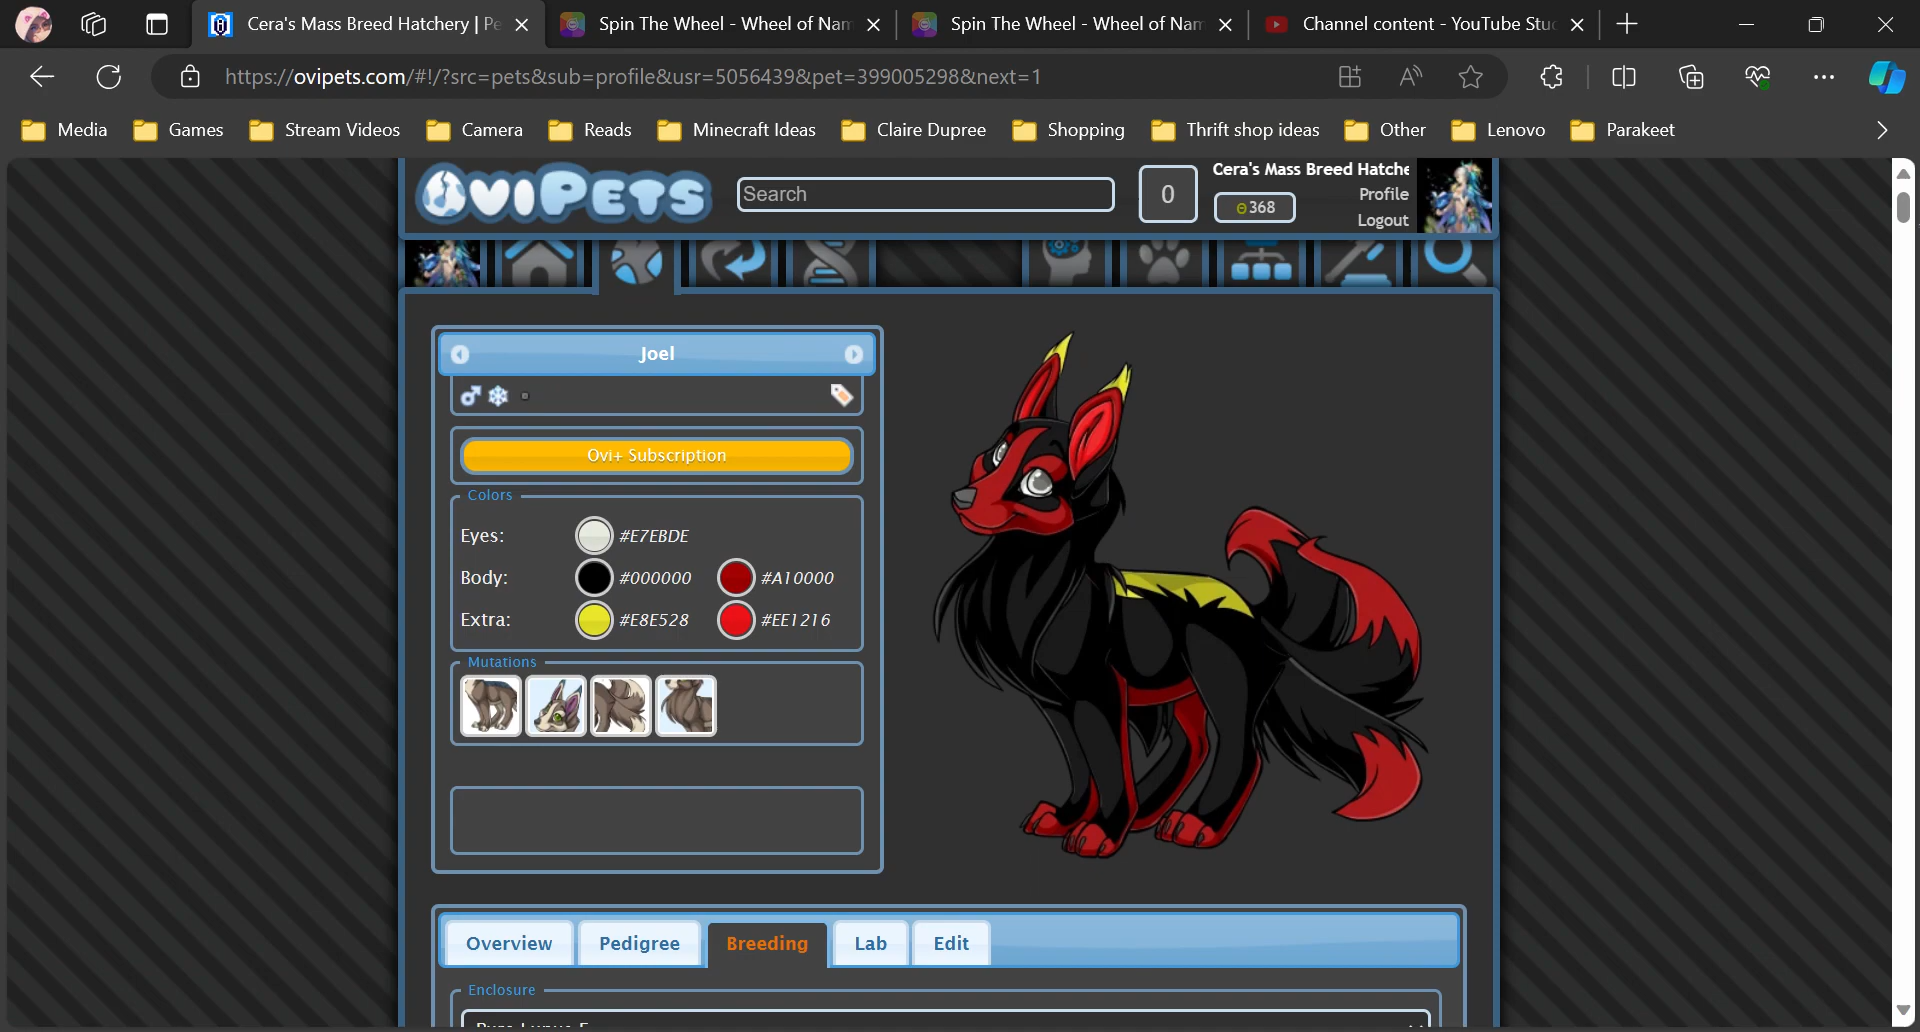 Cera's Mass Breed Hatchery | Pe
Spin The Wheel - Wheel of Nam
Spin The Wheel - Wheel of Nam
Channel content - YouTube Stud
https://ovipets.com/#!/?src=pets&sub=profile&usr=5056439&pet=399005298&next=1
Media
Games
Stream Videos
Camera
Reads
Minecraft Ideas
Claire Dupree
Shopping
Thrift shop ideas
Other
Lenovo
Parakeet
OviPets
Search
0
Cera's Mass Breed Hatche
368
Profile
Logout
Joel
Ovi+ Subscription
Colors
Eyes: #E7EBDE
Body: #000000 #A10000
Extra: #E8E528 #EE1216
Mutations
Overview
Pedigree
Breeding
Lab
Edit
Enclosure